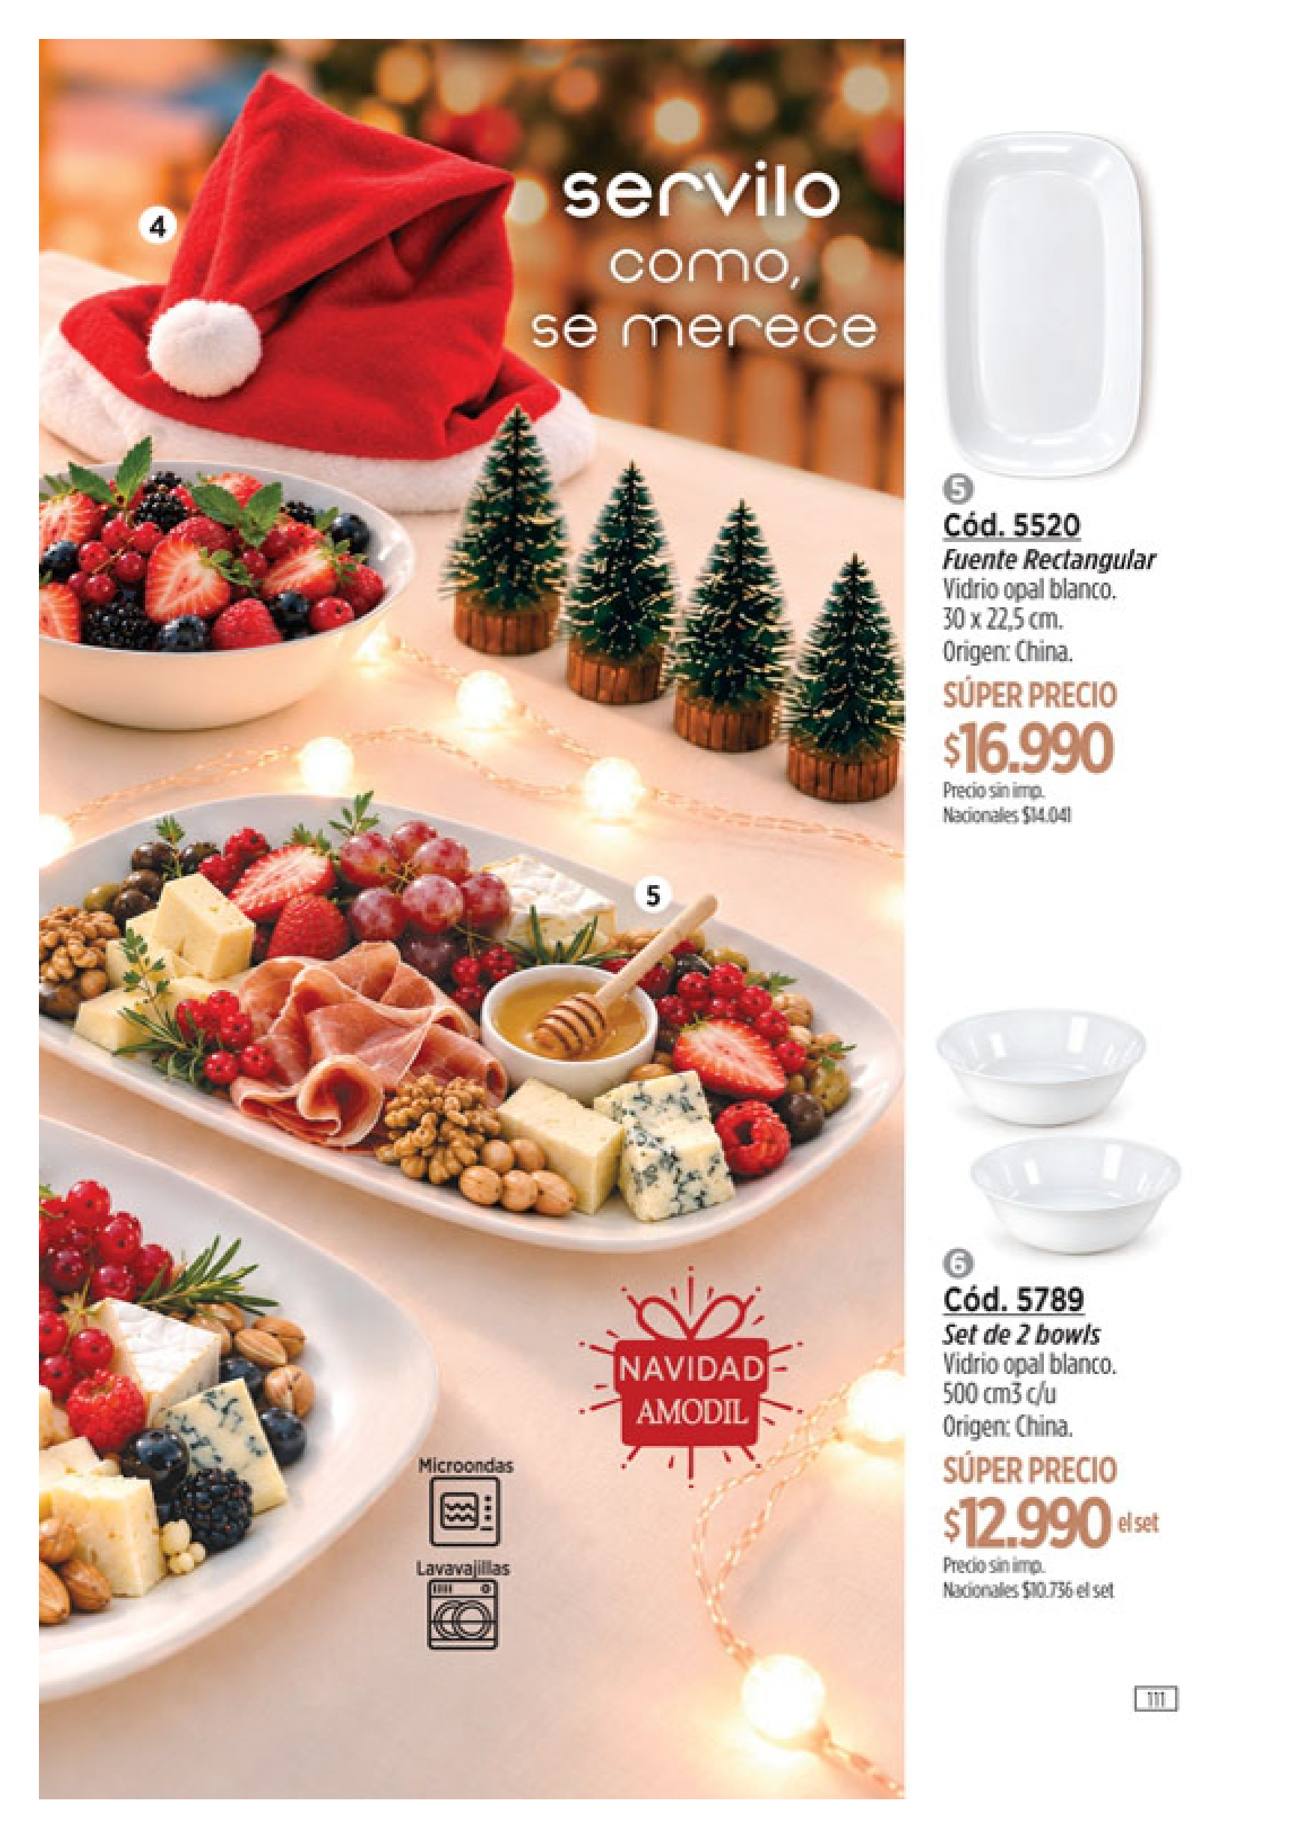 4
servilo
como,
se merece
5
5
Cód. 5520
Fuente Rectangular
Vidrio opal blanco.
30 x 22,5 cm.
Origen: China.
SÚPER PRECIO
$16.990
Precio sin imp.
Nacionales $14.041
NAVIDAD
AMODIL
Microondas
Lavavajillas
6
Cód. 5789
Set de 2 bowls
Vidrio opal blanco.
500 cm3 c/u
Origen: China.
SÚPER PRECIO
$12.990 el set
Precio sin imp.
Nacionales $10.736 el set
111